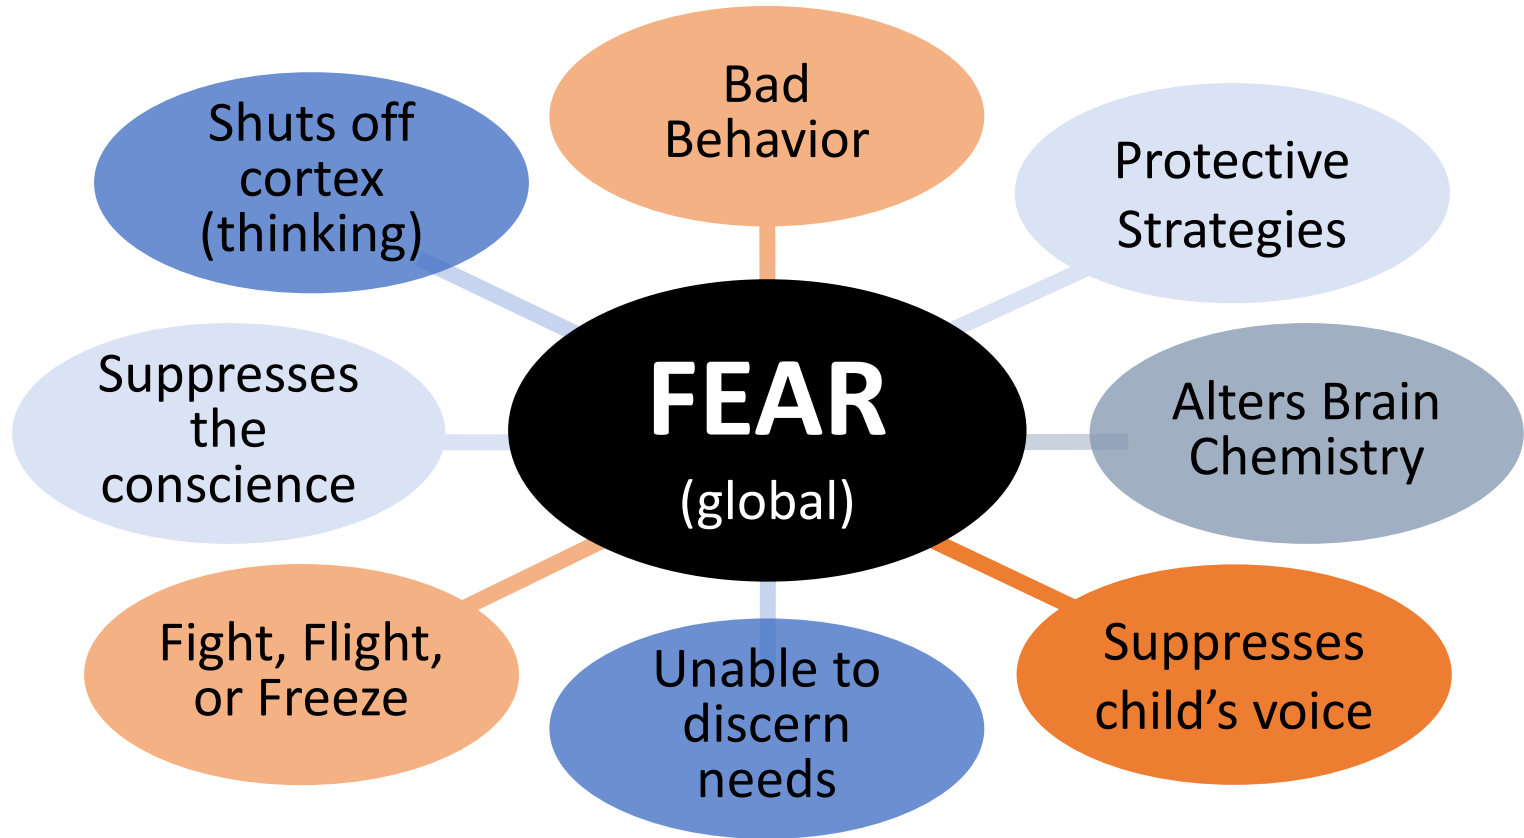 Bad
Behavior
Shuts off
cortex
(thinking)
Protective
Strategies
Suppresses
the
conscience
FEAR
(global)
Alters Brain
Chemistry
Fight, Flight,
or Freeze
Unable to
discern
needs
Suppresses
child’s voice